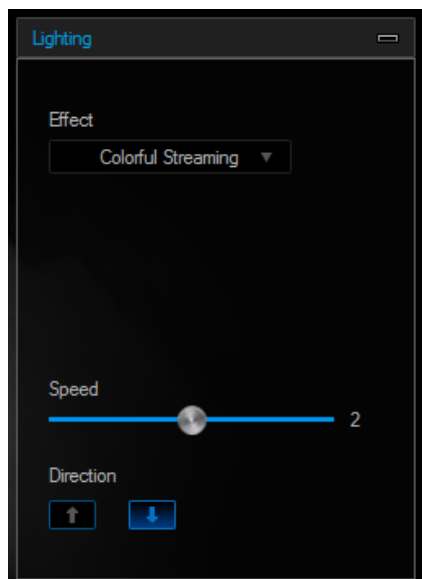 Lighting
Effect
Colorful Streaming
Speed
2
Direction